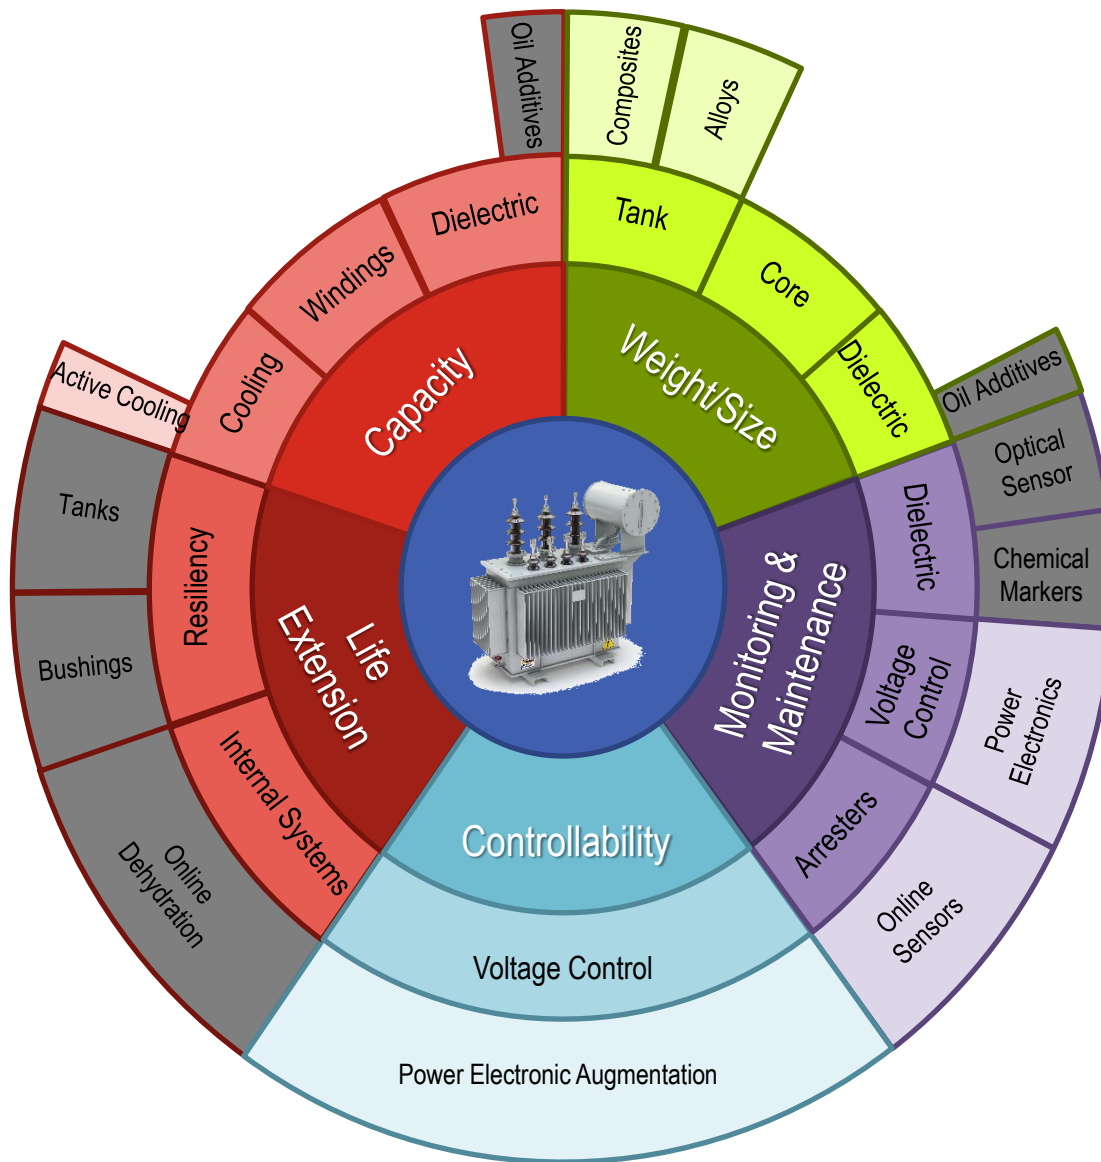 Oil Additives
Composites
Alloys
Dielectric
Tank
Windings
Core
Cooling
Dielectric
Active Cooling
Capacity
Weight/Size
Oil Additives
Tanks
Resiliency
Dielectric
Optical
Sensor
Chemical
Markers
Bushings
Life
Extension
Monitoring &
Maintenance
Voltage
Control
Power
Electronics
Internal Systems
Online
Dehydration
Arresters
Online
Sensors
Controllability
Voltage Control
Power Electronic Augmentation